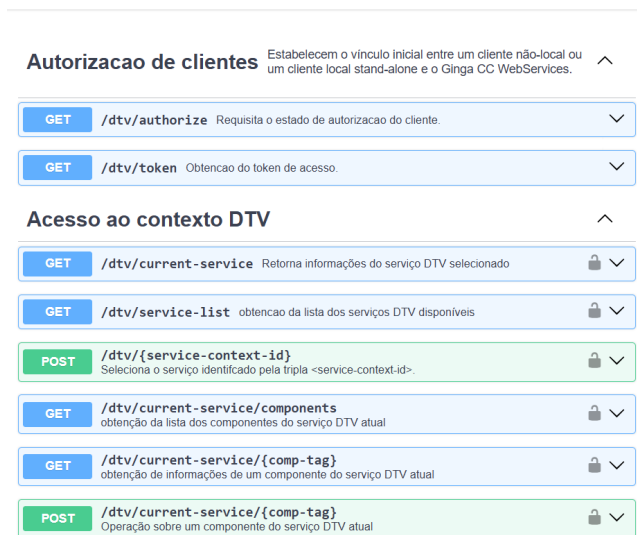 Autorizacao de clientes
Estabelecem o vínculo inicial entre um cliente não-local ou
um cliente local stand-alone e o Ginga CC WebServices.
GET /dtv/authorize Requisita o estado de autorizacao do cliente.
GET /dtv/token Obtencao do token de acesso.
Acesso ao contexto DTV
GET /dtv/current-service Retorna informações do serviço DTV selecionado
GET /dtv/service-list obtencao da lista dos serviços DTV disponíveis
POST /dtv/{service-context-id}
Seleciona o serviço identifcado pela tripla <service-context-id>.
GET /dtv/current-service/components
obtenção da lista dos componentes do serviço DTV atual
GET /dtv/current-service/{comp-tag}
obtenção de informações de um componente do serviço DTV atual
POST /dtv/current-service/{comp-tag}
Operação sobre um componente do serviço DTV atual